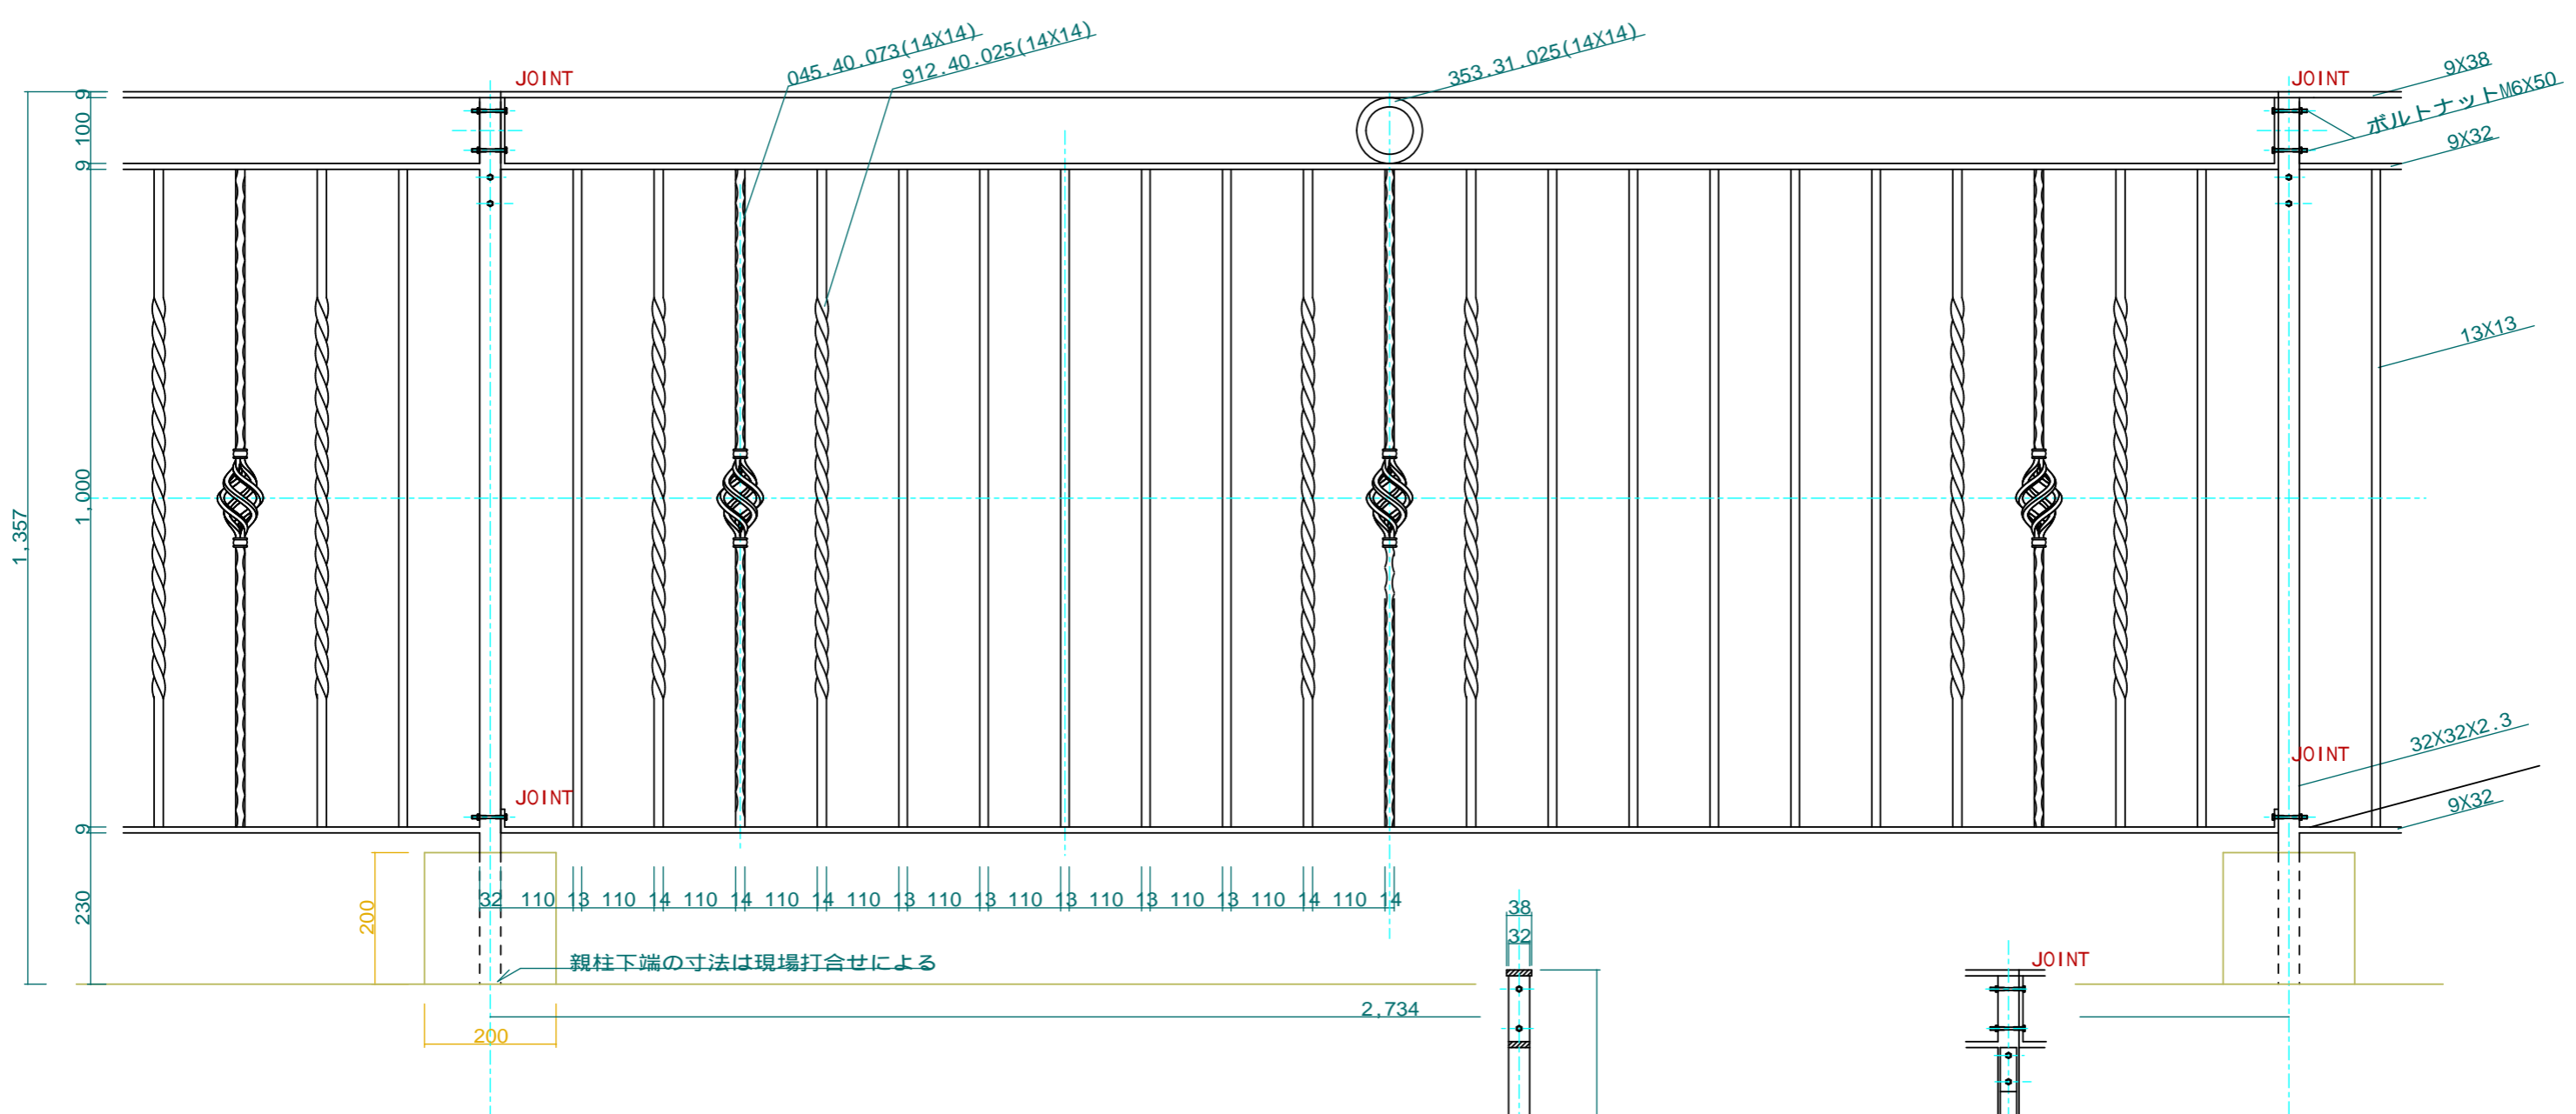 045.40.073(14X14)
912.40.025(14X14)
353.31.025(14X14)
JOINT
JOINT
9X38
ボルトナットM6X50
9X32
9
100
9
13X13
1,000
1,357
32X32X2.3
JOINT
9X32
JOINT
9
230
200
32 110 13 110 14 110 14 110 14 110 13 110 13 110 13 110 13 110 13 110 14 110 14
38
32
親柱下端の寸法は現場打合せによる
JOINT
2,734
200